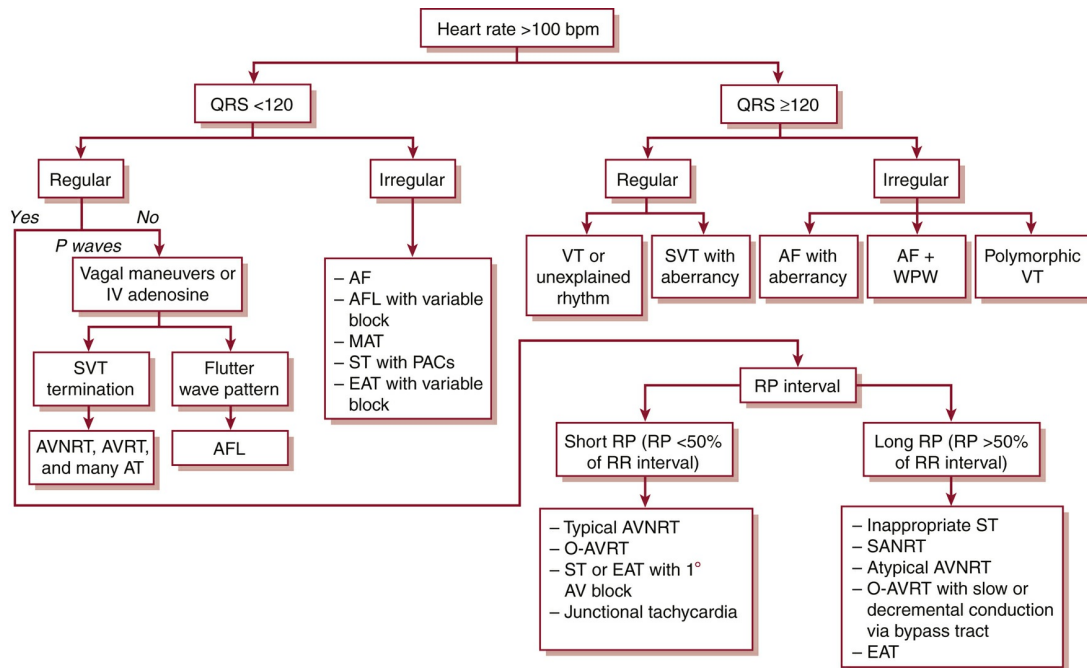 Heart rate >100 bpm
QRS <120
QRS ≥120
Regular
Irregular
Regular
Irregular
Yes
No
P waves
Vagal maneuvers or
IV adenosine
– AF
– AFL with variable
block
– MAT
– ST with PACs
– EAT with variable
block
VT or
unexplained
rhythm
SVT with
aberrancy
AF with
aberrancy
AF +
WPW
Polymorphic
VT
SVT
termination
Flutter
wave pattern
AVNRT, AVRT,
and many AT
AFL
RP interval
Short RP (RP <50%
of RR interval)
Long RP (RP >50%
of RR interval)
– Typical AVNRT
– O-AVRT
– ST or EAT with 1°
AV block
– Junctional tachycardia
– Inappropriate ST
– SANRT
– Atypical AVNRT
– O-AVRT with slow or
decremental conduction
via bypass tract
– EAT